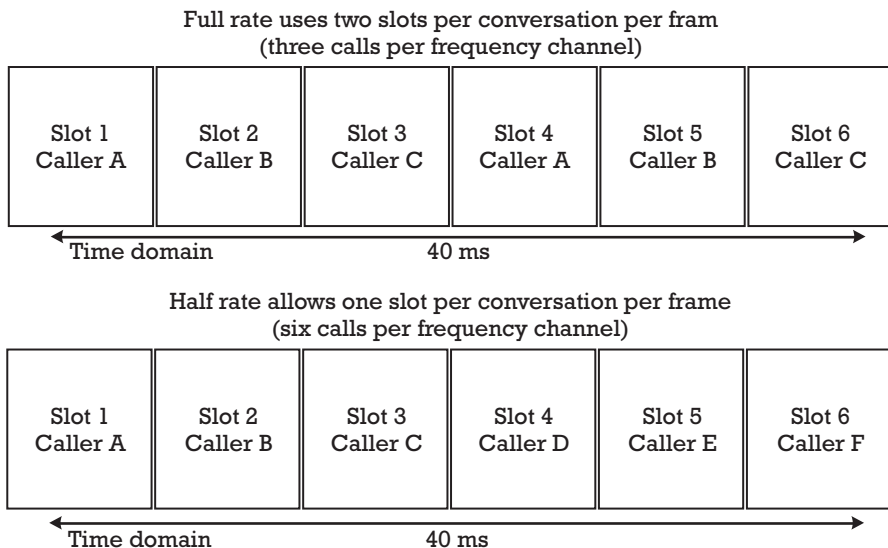 Full rate uses two slots per conversation per fram
(three calls per frequency channel)
Slot 1 Slot 2 Slot 3 Slot 4 Slot 5 Slot 6
Caller A Caller B Caller C Caller A Caller B Caller C
Time domain 40 ms
Half rate allows one slot per conversation per frame
(six calls per frequency channel)
Slot 1 Slot 2 Slot 3 Slot 4 Slot 5 Slot 6
Caller A Caller B Caller C Caller D Caller E Caller F
Time domain 40 ms